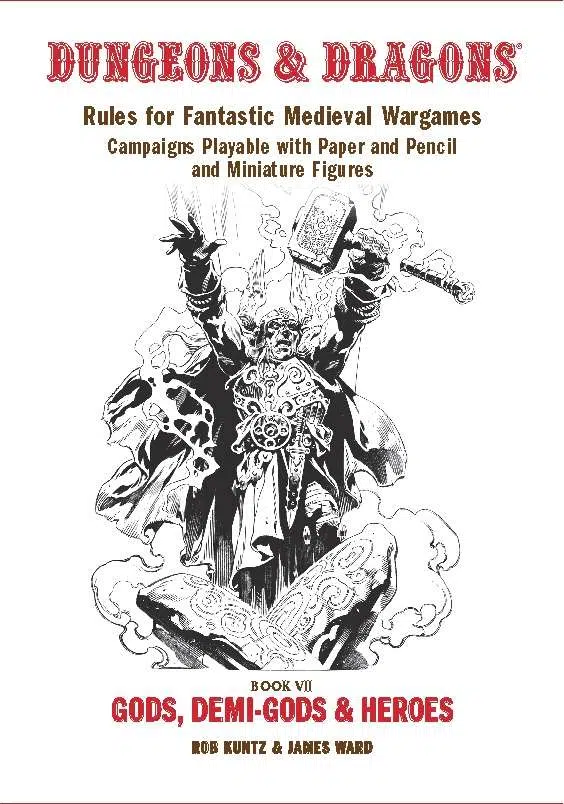 DUNGEONS & DRAGONS®
Rules for Fantastic Medieval Wargames
Campaigns Playable with Paper and Pencil
and Miniature Figures
BOOK VII
GODS, DEMI-GODS & HEROES
ROB KUNTZ & JAMES WARD